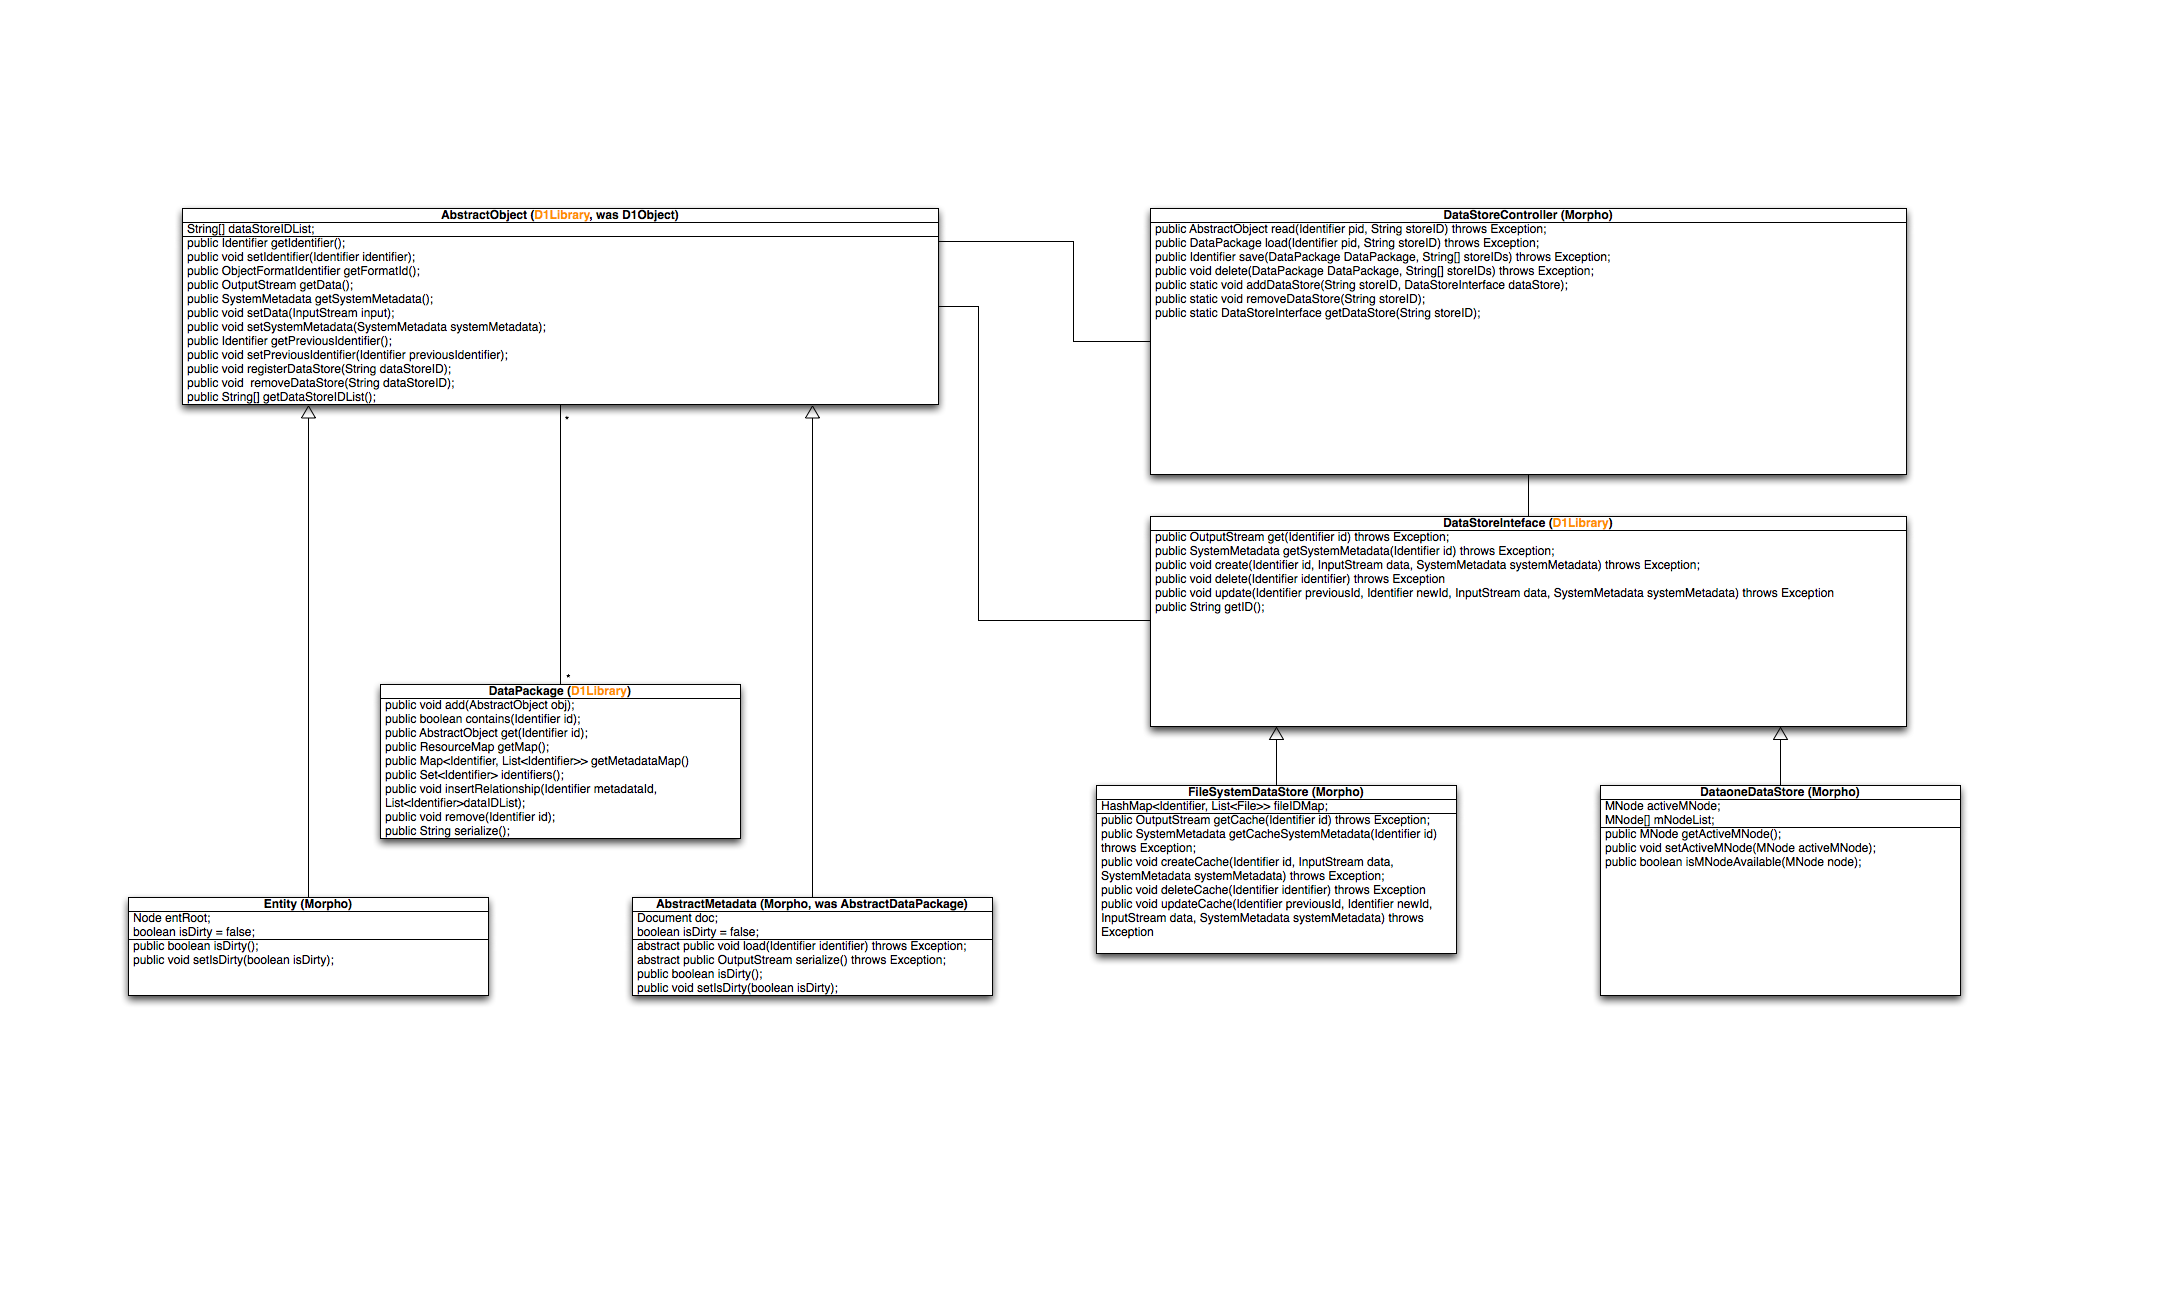 AbstractObject (D1Library, was D1Object)
String[] dataStoreIDList;
public Identifier getIdentifier();
public void setIdentifier(Identifier identifier);
public ObjectFormatIdentifier getFormatId();
public OutputStream getData();
public SystemMetadata getSystemMetadata();
public void setData(InputStream input);
public void setSystemMetadata(SystemMetadata systemMetadata);
public Identifier getPreviousIdentifier();
public void setPreviousIdentifier(Identifier previousIdentifier);
public void registerDataStore(String dataStoreID);
public void  removeDataStore(String dataStoreID);
public String[] getDataStoreIDList();
*
*
DataPackage (D1Library)
public void add(AbstractObject obj);
public boolean contains(Identifier id);
public AbstractObject get(Identifier id);
public ResourceMap getMap();
public Map<Identifier, List<Identifier>> getMetadataMap()
public Set<Identifier> identifiers();
public void insertRelationship(Identifier metadataId,
List<Identifier>dataIDList);
public void remove(Identifier id);
public String serialize();
Entity (Morpho)
Node entRoot;
boolean isDirty = false;
public boolean isDirty();
public void setIsDirty(boolean isDirty);
AbstractMetadata (Morpho, was AbstractDataPackage)
Document doc;
boolean isDirty = false;
abstract public void load(Identifier identifier) throws Exception;
abstract public OutputStream serialize() throws Exception;
public boolean isDirty();
public void setIsDirty(boolean isDirty);
DataStoreController (Morpho)
public AbstractObject read(Identifier pid, String storeID) throws Exception;
public DataPackage load(Identifier pid, String storeID) throws Exception;
public Identifier save(DataPackage DataPackage, String[] storeIDs) throws Exception;
public void delete(DataPackage DataPackage, String[] storeIDs) throws Exception;
public static void addDataStore(String storeID, DataStoreInterface dataStore);
public static void removeDataStore(String storeID);
public static DataStoreInterface getDataStore(String storeID);
DataStoreInteface (D1Library)
public OutputStream get(Identifier id) throws Exception;
public SystemMetadata getSystemMetadata(Identifier id) throws Exception;
public void create(Identifier id, InputStream data, SystemMetadata systemMetadata) throws Exception;
public void delete(Identifier identifier) throws Exception
public void update(Identifier previousId, Identifier newId, InputStream data, SystemMetadata systemMetadata) throws Exception
public String getID();
FileSystemDataStore (Morpho)
HashMap<Identifier, List<File>> fileIDMap;
public OutputStream getCache(Identifier id) throws Exception;
public SystemMetadata getCacheSystemMetadata(Identifier id)
throws Exception;
public void createCache(Identifier id, InputStream data,
SystemMetadata systemMetadata) throws Exception;
public void deleteCache(Identifier identifier) throws Exception
public void updateCache(Identifier previousId, Identifier newId,
InputStream data, SystemMetadata systemMetadata) throws
Exception
DataoneDataStore (Morpho)
MNode activeMNode;
MNode[] mNodeList;
public MNode getActiveMNode();
public void setActiveMNode(MNode activeMNode);
public boolean isMNodeAvailable(MNode node);